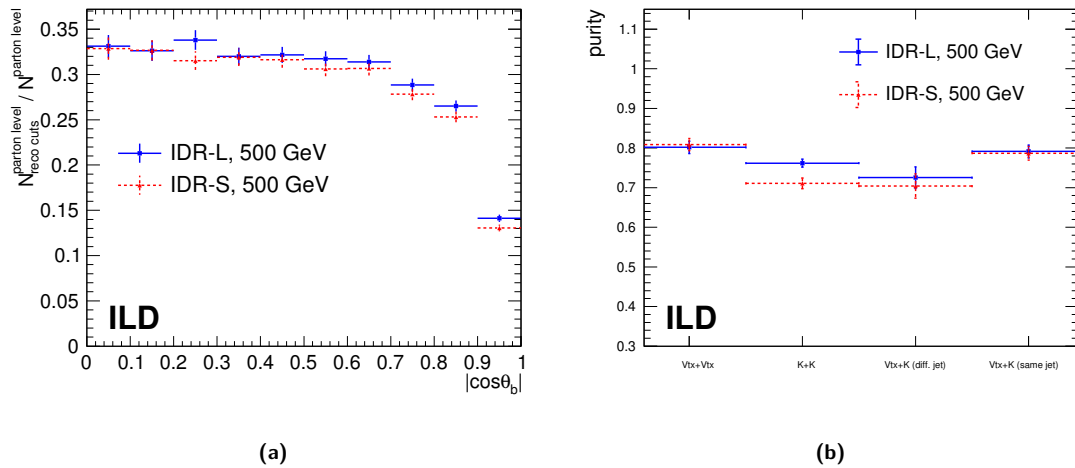 N^{parton level}_{reco cuts} / N^{parton level}
0.35
0.3
0.25
0.2
0.15
0.1
0.05
0
IDR-L, 500 GeV
IDR-S, 500 GeV
ILD
0 0.1 0.2 0.3 0.4 0.5 0.6 0.7 0.8 0.9 1
|cosθ_b|
(a)
purity
1.1
1
0.9
0.8
0.7
0.6
0.5
0.4
0.3
IDR-L, 500 GeV
IDR-S, 500 GeV
ILD
Vtx+Vtx K+K Vtx+K (diff. jet) Vtx+K (same jet)
(b)